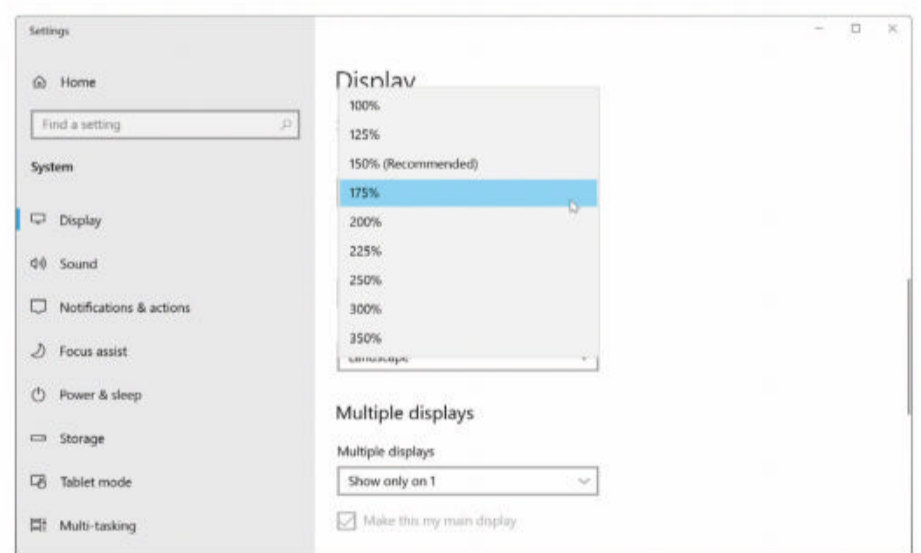 Settings
Home
Find a setting
System
Display
Sound
Notifications & actions
Focus assist
Power & sleep
Storage
Tablet mode
Multi-tasking
Display
100%
125%
150% (Recommended)
175%
200%
225%
250%
300%
350%
Landscape
Multiple displays
Multiple displays
Show only on 1
Make this my main display